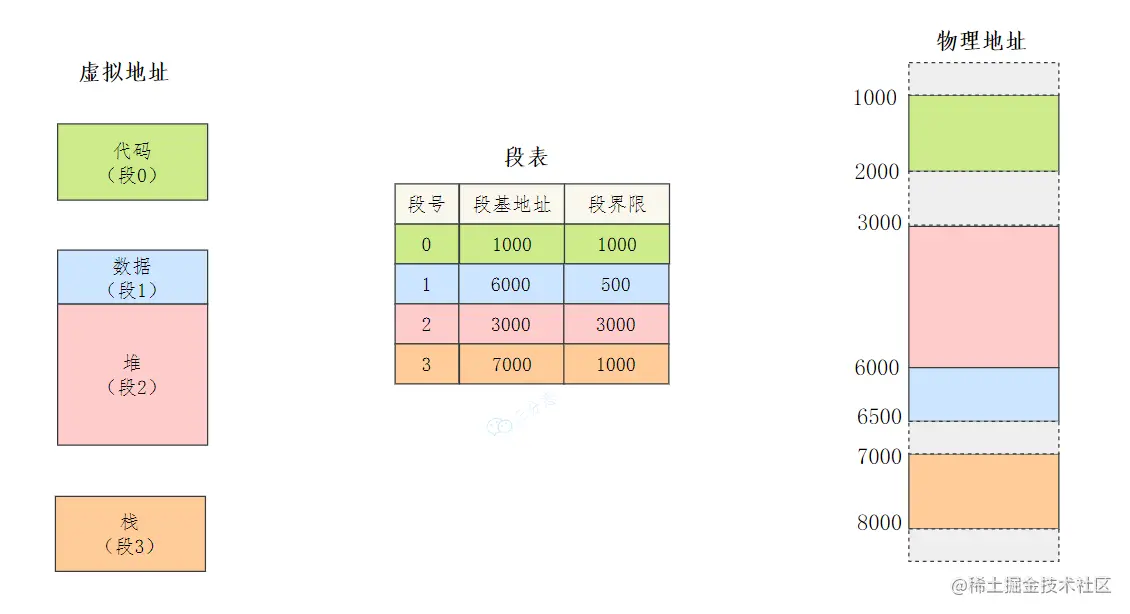 虚拟地址
代码
（段0）
数据
（段1）
堆
（段2）
栈
（段3）
段表
段号 段基地址 段界限
0 1000 1000
1 6000 500
2 3000 3000
3 7000 1000
三分恶
物理地址
1000
2000
3000
6000
6500
7000
8000
@稀土掘金技术社区